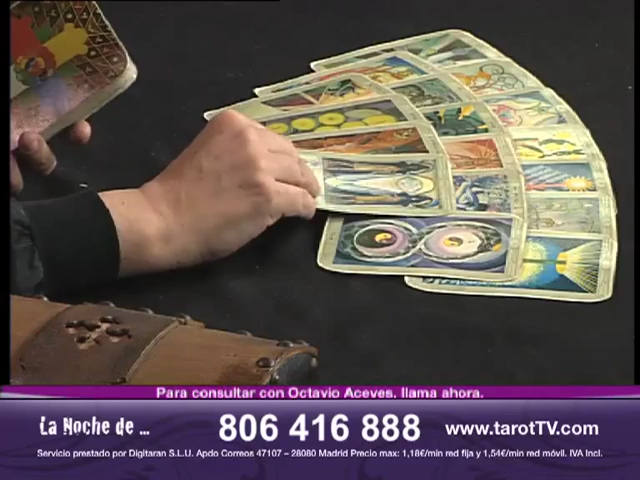 Para consultar con Octavio Aceves, llama ahora.
La Noche de ... 806 416 888 www.tarotTV.com
Servicio prestado por Digitaran S.L.U. Apdo Correos 47107 – 28080 Madrid Precio max: 1,18€/min red fija y 1,54€/min red móvil. IVA Incl.